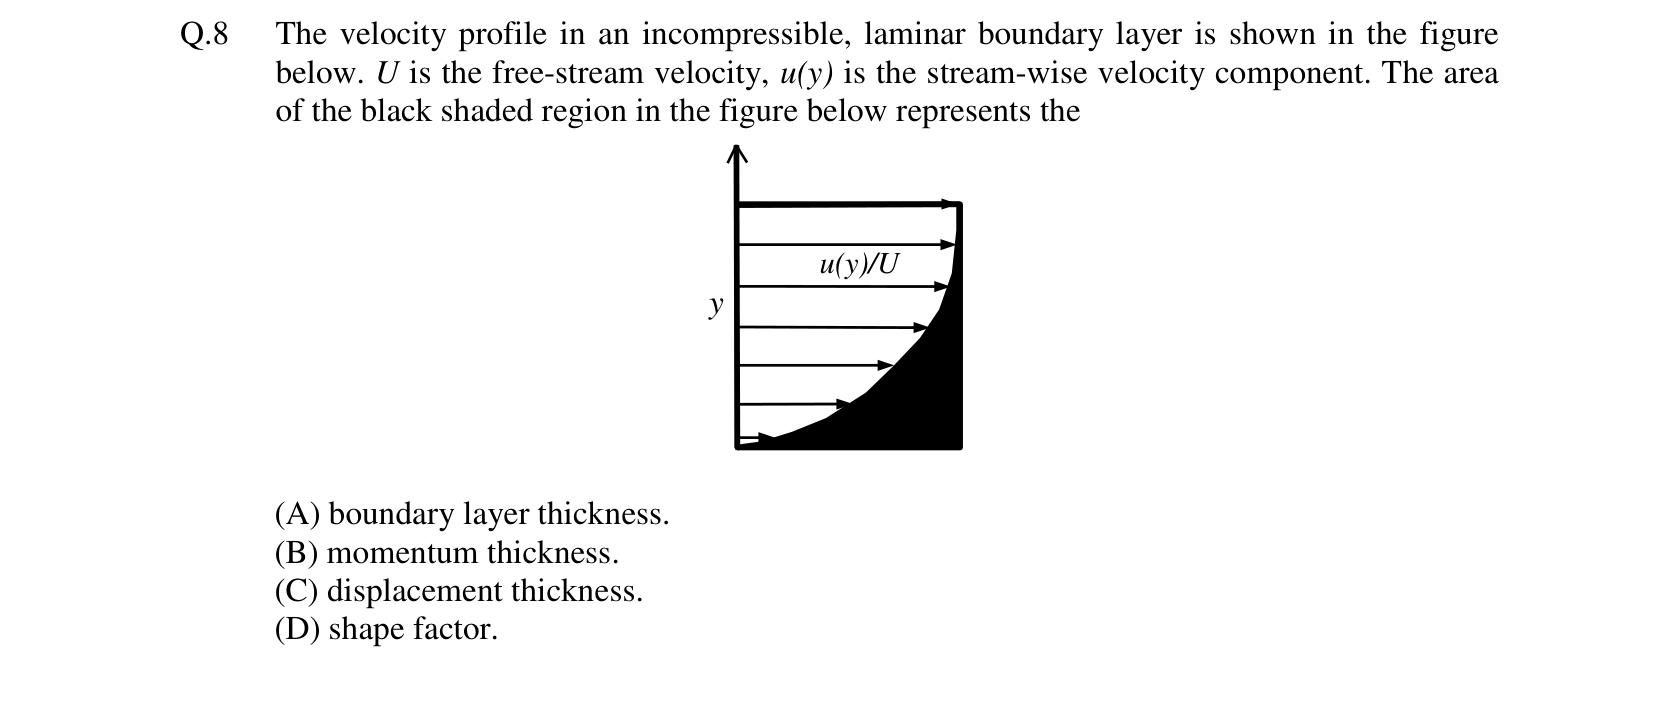 Q.8 The velocity profile in an incompressible, laminar boundary layer is shown in the figure
below. U is the free-stream velocity, u(y) is the stream-wise velocity component. The area
of the black shaded region in the figure below represents the
u(y)/U
y
(A) boundary layer thickness.
(B) momentum thickness.
(C) displacement thickness.
(D) shape factor.